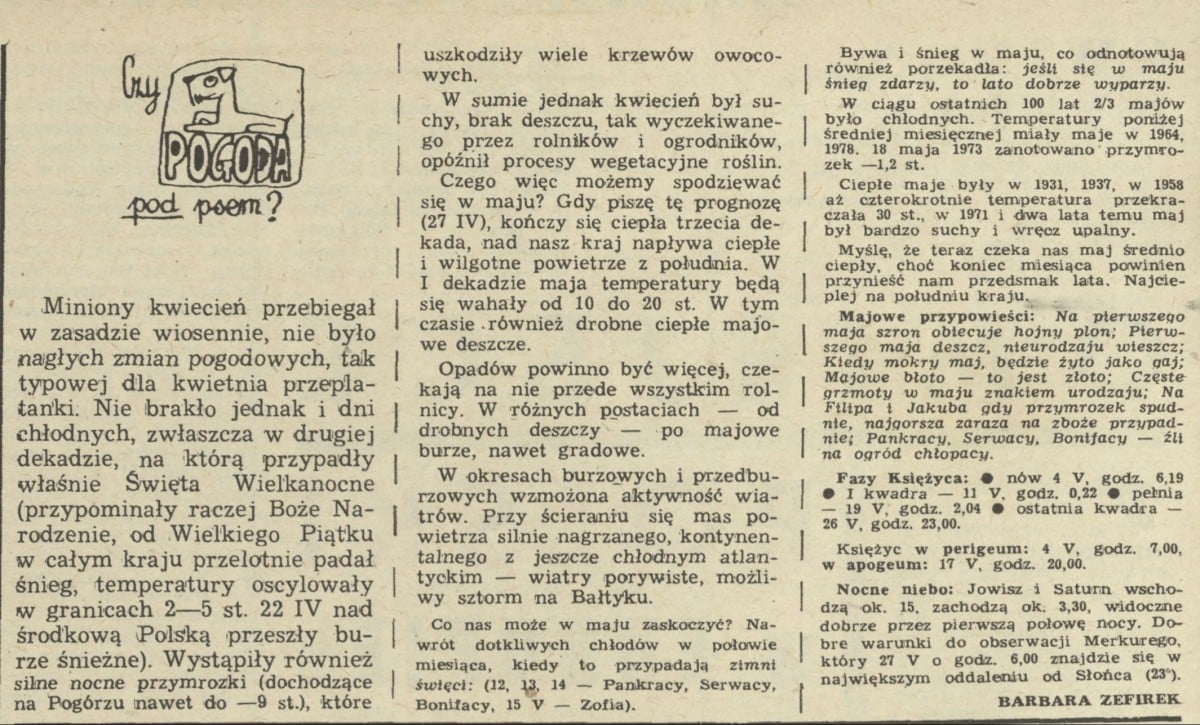 Czy
POGODA
pod psem?
Miniony kwiecień przebiegał
w zasadzie wiosennie, nie było
nagłych zmian pogodowych, tak
typowej dla kwietnia przepla-
tanki. Nie brakło jednak i dni
chłodnych, zwłaszcza w drugiej
dekadzie, na którą przypadły
właśnie Święta Wielkanocne
(przypominały raczej Boże Na-
rodzenie, od Wielkiego Piątku
w całym kraju przelotnie padał
śnieg, temperatury oscylowały
w granicach 2—5 st. 22 IV nad
środkową Polską przeszły bu-
rze śnieżne). Wystąpiły również
silne nocne przymrozki (dochodzące
na Pogórzu nawet do —9 st.), które
uszkodziły wiele krzewów owoco-
wych.
W sumie jednak kwiecień był su-
chy, brak deszczu, tak wyczekiwane-
go przez rolników i ogrodników,
opóźnił procesy wegetacyjne roślin.
Czego więc możemy spodziewać
się w maju? Gdy piszę tę prognozę
(27 IV), kończy się ciepła trzecia de-
kada, nad nasz kraj napływa ciepłe
i wilgotne powietrze z południa. W
I dekadzie maja temperatury będą
się wahały od 10 do 20 st. W tym
czasie również drobne ciepłe majo-
we deszcze.
Opadów powinno być więcej, cze-
kają na nie przede wszystkim rol-
nicy. W różnych postaciach — od
drobnych deszczy — po majowe
burze, nawet gradowe.
W okresach burzowych i przedbu-
rzowych wzmożona aktywność wia-
trów. Przy ścieraniu się mas po-
wietrza silnie nagrzanego, kontynen-
talnego z jeszcze chłodnym atlan-
tyckim — wiatry porywiste, możli-
wy sztorm na Bałtyku.
Co nas może w maju zaskoczyć? Na-
wrót dotkliwych chłodów w połowie
miesiąca, kiedy to przypadają zimni
święci: (12, 13, 14 — Pankracy, Serwacy,
Bonifacy, 15 V — Zofia).
Bywa i śnieg w maju, co odnotowują
również porzekadła: jeśli się w maju
śnieg zdarzy, to lato dobrze wyparzy.
W ciągu ostatnich 100 lat 2/3 majów
było chłodnych. Temperatury poniżej
średniej miesięcznej miały maje w 1964,
1978. 18 maja 1973 zanotowano przymro-
zek —1,2 st.
Ciepłe maje były w 1931, 1937, w 1958
aż czterokrotnie temperatura przekra-
czała 30 st., w 1971 i dwa lata temu maj
był bardzo suchy i wręcz upalny.
Myślę, że teraz czeka nas maj średnio
ciepły, choć koniec miesiąca powinien
przynieść nam przedsmak lata. Najcie-
plej na południu kraju.
Majowe przypowieści: Na pierwszego
maja szron obiecuje hojny plon; Pierw-
szego maja deszcz, nieurodzaju wieszcz;
Kiedy mokry maj, będzie żyto jako gaj;
Majowe błoto — to jest złoto; Częste
grzmoty w maju znakiem urodzaju; Na
Filipa i Jakuba gdy przymrozek spad-
nie, najgorsza zaraza na zboże przypad-
nie; Pankracy, Serwacy, Bonifacy — źli
na ogród chłopacy.
Fazy Księżyca: ● nów 4 V, godz. 6,19
● I kwadra — 11 V, godz. 0,22 ● pełnia
— 19 V, godz. 2,04 ● ostatnia kwadra —
26 V, godz. 23,00.
Księżyc w perigeum: 4 V, godz. 7,00,
w apogeum: 17 V, godz. 20,00.
Nocne niebo: Jowisz i Saturn wscho-
dzą ok. 15, zachodzą ok. 3,30, widoczne
dobrze przez pierwszą połowę nocy. Do-
bre warunki do obserwacji Merkurego,
który 27 V o godz. 6,00 znajdzie się w
największym oddaleniu od Słońca (23°).
BARBARA ZEFIREK